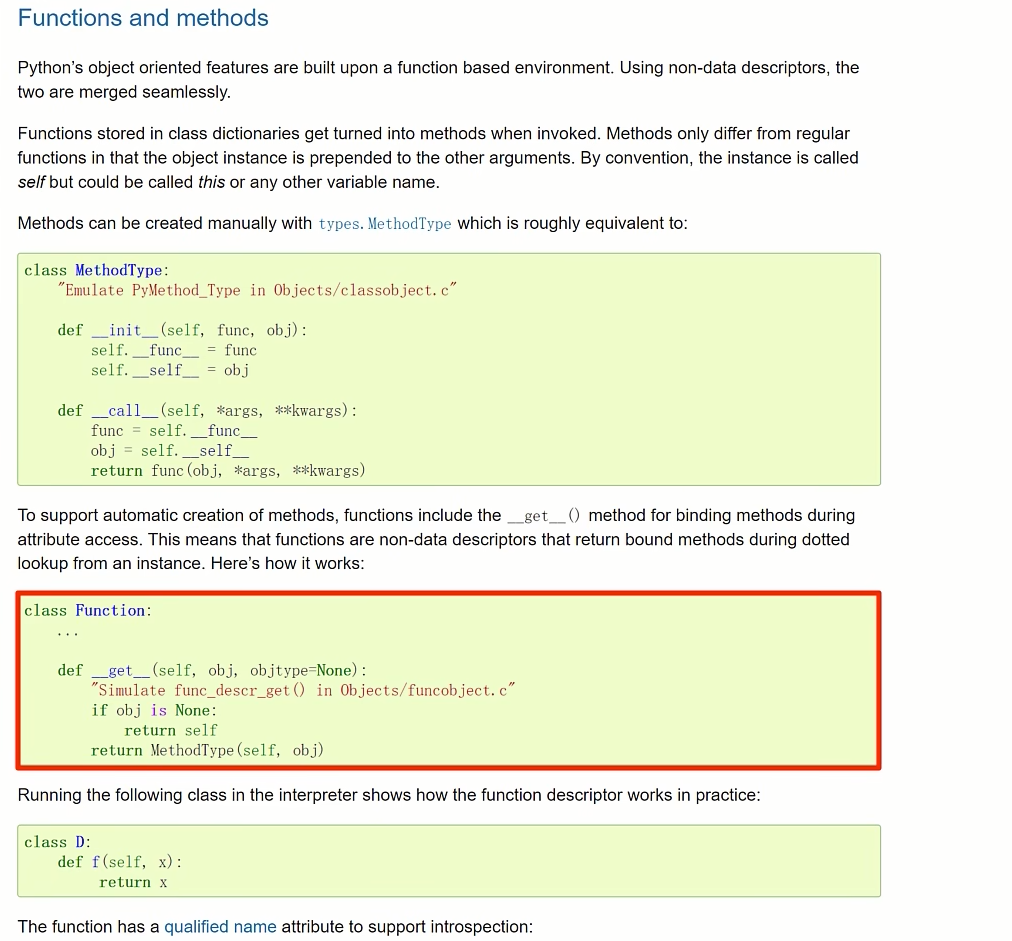 Functions and methods
Python’s object oriented features are built upon a function based environment. Using non-data descriptors, the
two are merged seamlessly.
Functions stored in class dictionaries get turned into methods when invoked. Methods only differ from regular
functions in that the object instance is prepended to the other arguments. By convention, the instance is called
self but could be called this or any other variable name.
Methods can be created manually with types.MethodType which is roughly equivalent to:
class MethodType:
    "Emulate PyMethod_Type in Objects/classobject.c"
    def __init__(self, func, obj):
        self.__func__ = func
        self.__self__ = obj
    def __call__(self, *args, **kwargs):
        func = self.__func__
        obj = self.__self__
        return func(obj, *args, **kwargs)
To support automatic creation of methods, functions include the __get__() method for binding methods during
attribute access. This means that functions are non-data descriptors that return bound methods during dotted
lookup from an instance. Here’s how it works:
class Function:
    ...
    def __get__(self, obj, objtype=None):
        "Simulate func_descr_get() in Objects/funcobject.c"
        if obj is None:
            return self
        return MethodType(self, obj)
Running the following class in the interpreter shows how the function descriptor works in practice:
class D:
    def f(self, x):
         return x
The function has a qualified name attribute to support introspection: